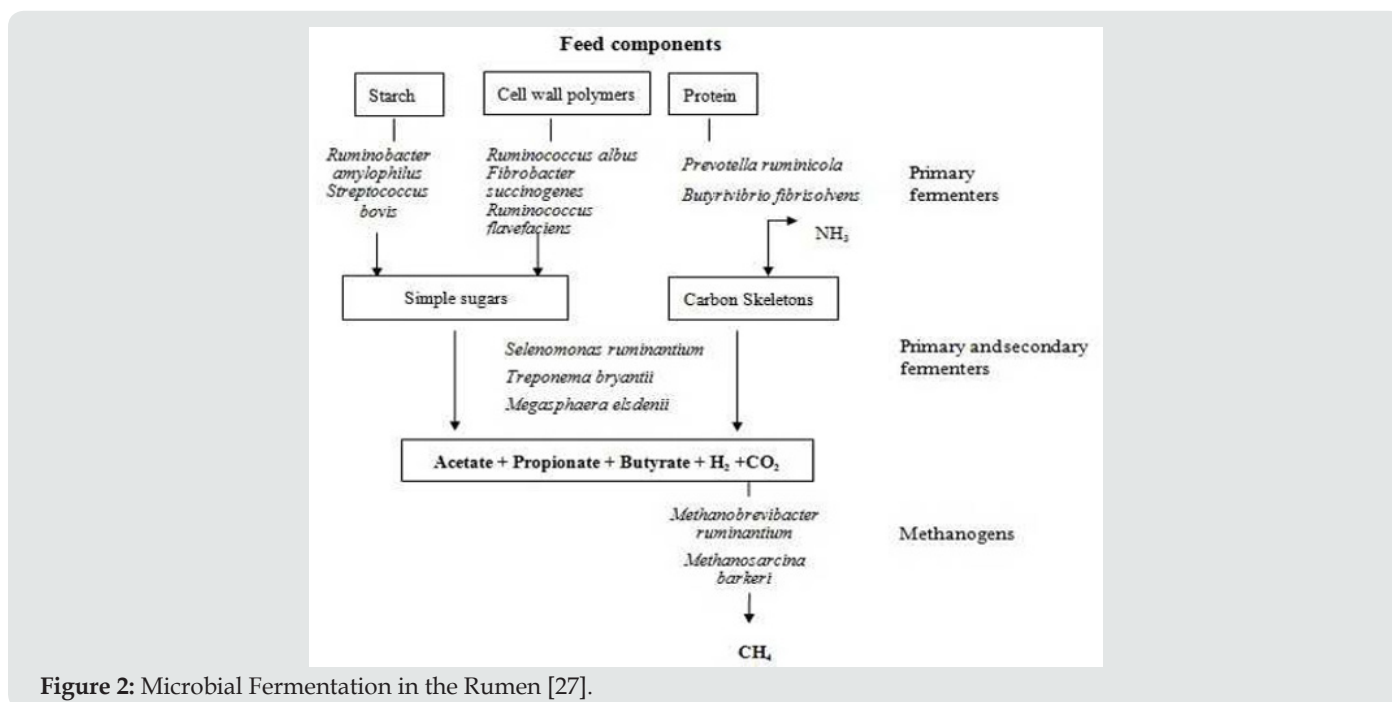 Feed components
Starch
Cell wall polymers
Protein
Ruminobacter
amylophilus
Streptococcus
bovis
Ruminococcus albus
Fibrobacter
succinogenes
Ruminococcus
flavefaciens
Prevotella ruminicola
Butyrivibrio fibrisolvens
Primary
fermenters
NH₃
Simple sugars
Carbon Skeletons
Selenomonas ruminantium
Treponema bryantii
Megasphaera elsdenii
Primary and secondary
fermenters
Acetate + Propionate + Butyrate + H₂ +CO₂
Methanobrevibacter
ruminantium
Methanosarcina
barkeri
Methanogens
CH₄
Figure 2: Microbial Fermentation in the Rumen [27].